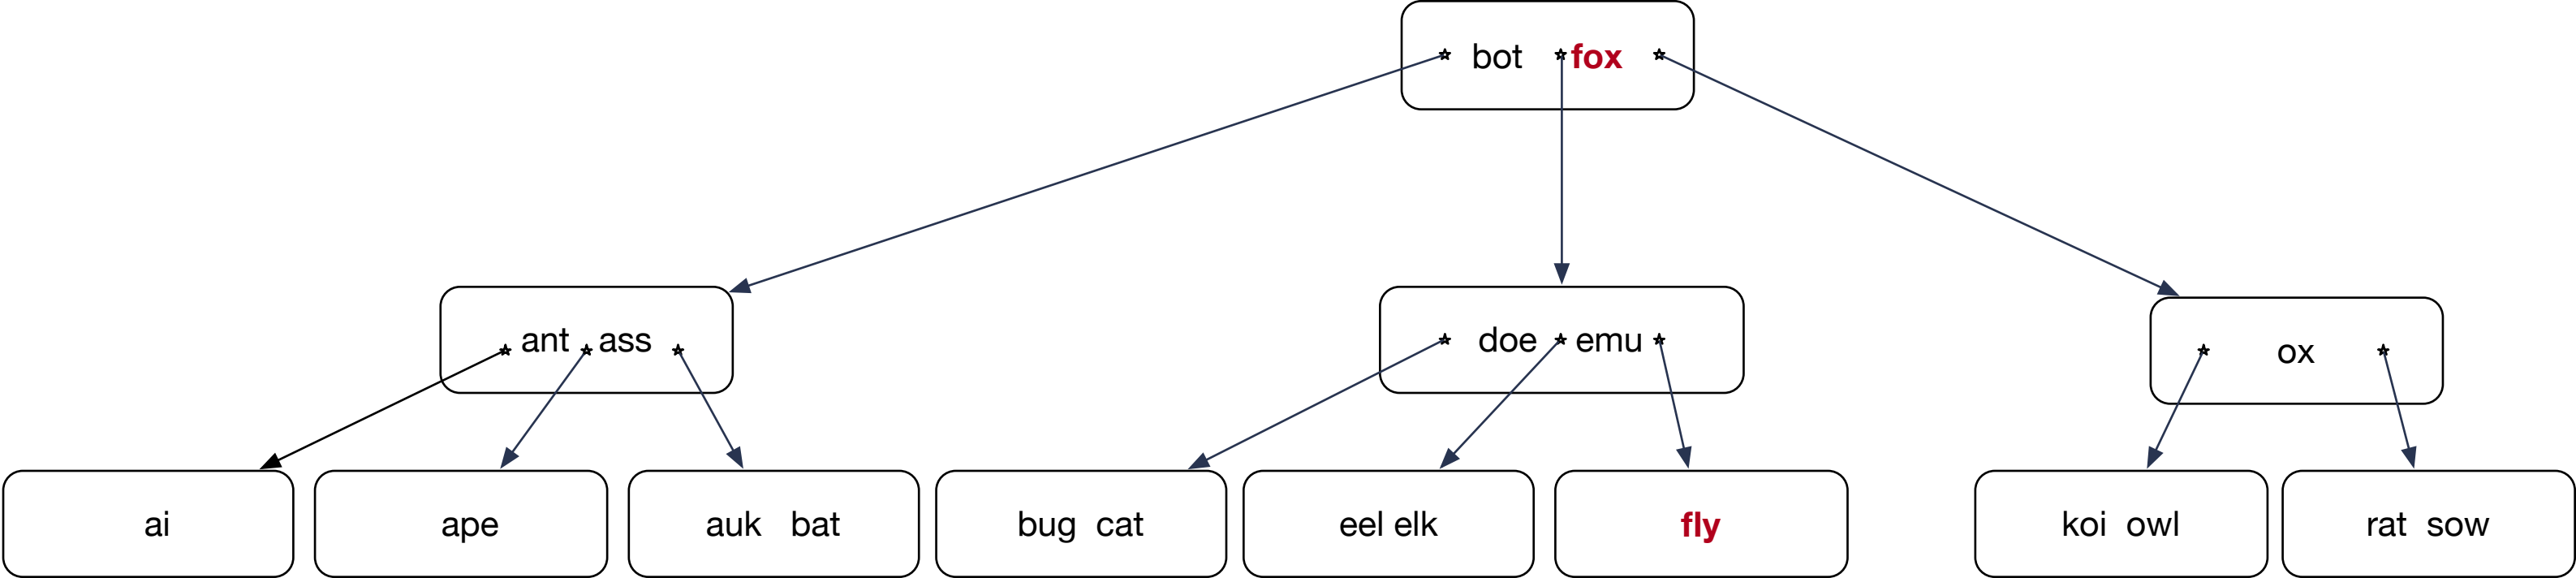 bot fox
ant ass
doe emu
ox
ai
ape
auk bat
bug cat
eel elk
fly
koi owl
rat sow